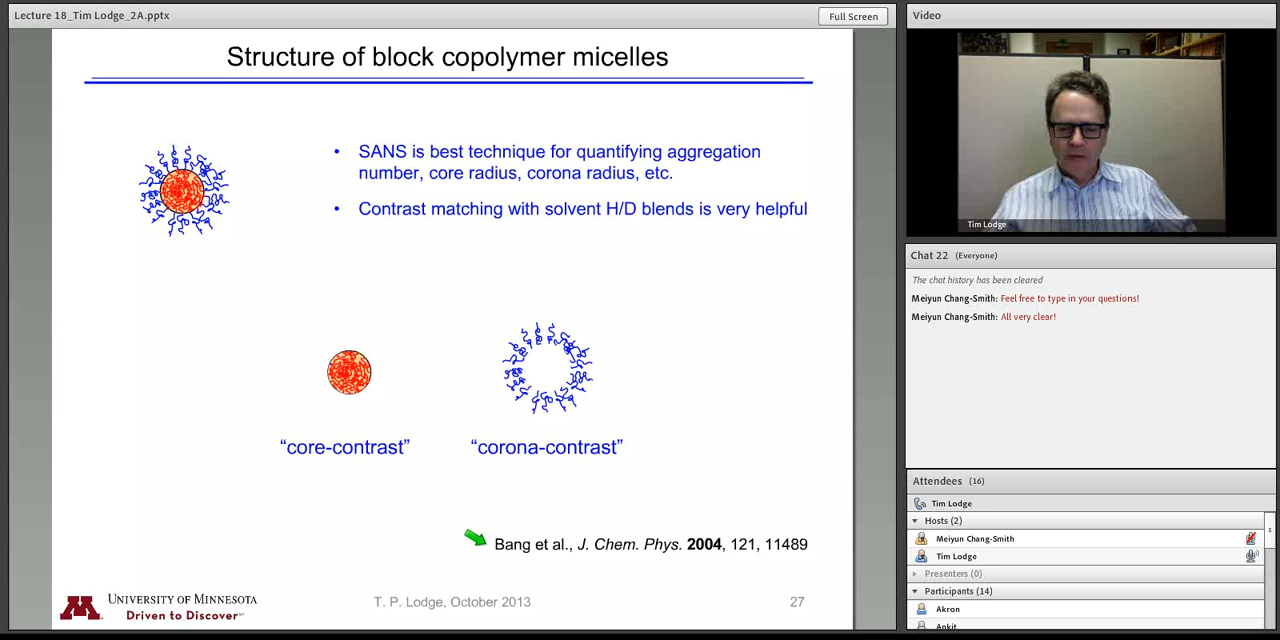 Lecture 18_Tim Lodge_2A.pptx
Full Screen
Structure of block copolymer micelles
• SANS is best technique for quantifying aggregation
number, core radius, corona radius, etc.
• Contrast matching with solvent H/D blends is very helpful
“core-contrast”
“corona-contrast”
Bang et al., J. Chem. Phys. 2004, 121, 11489
UNIVERSITY OF MINNESOTA
Driven to Discover℠
T. P. Lodge, October 2013
27
Video
Tim Lodge
Chat 22 (Everyone)
The chat history has been cleared
Meiyun Chang-Smith: Feel free to type in your questions!
Meiyun Chang-Smith: All very clear!
Attendees (16)
Tim Lodge
Hosts (2)
Meiyun Chang-Smith
Tim Lodge
Presenters (0)
Participants (14)
Akron
Ankit